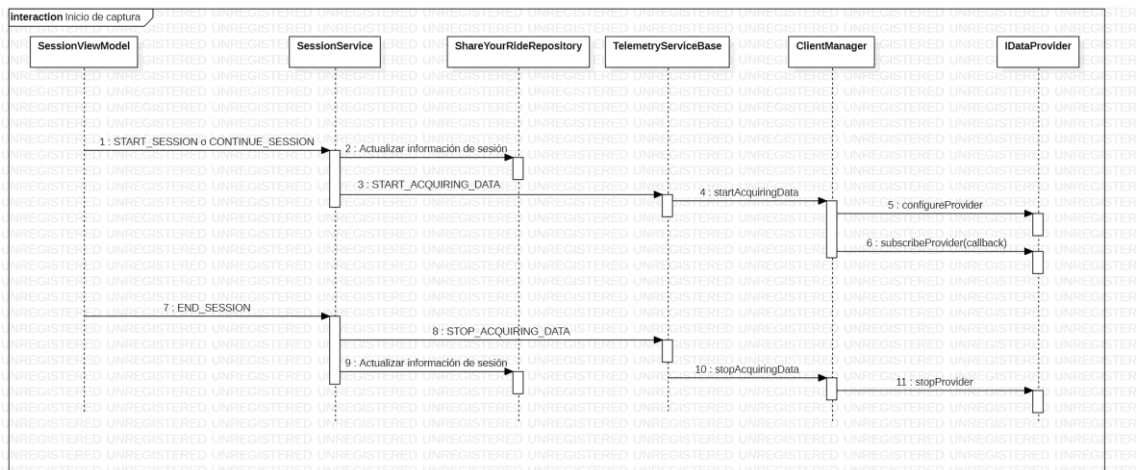 interaction Inicio de captura
SessionViewModel
SessionService
ShareYourRideRepository
TelemetryServiceBase
ClientManager
IDataProvider
1 : START_SESSION o CONTINUE_SESSION
2 : Actualizar información de sesión
3 : START_ACQUIRING_DATA
4 : startAcquiringData
5 : configureProvider
6 : subscribeProvider(callback)
7 : END_SESSION
8 : STOP_ACQUIRING_DATA
9 : Actualizar información de sesión
10 : stopAcquiringData
11 : stopProvider
UNREGISTERED